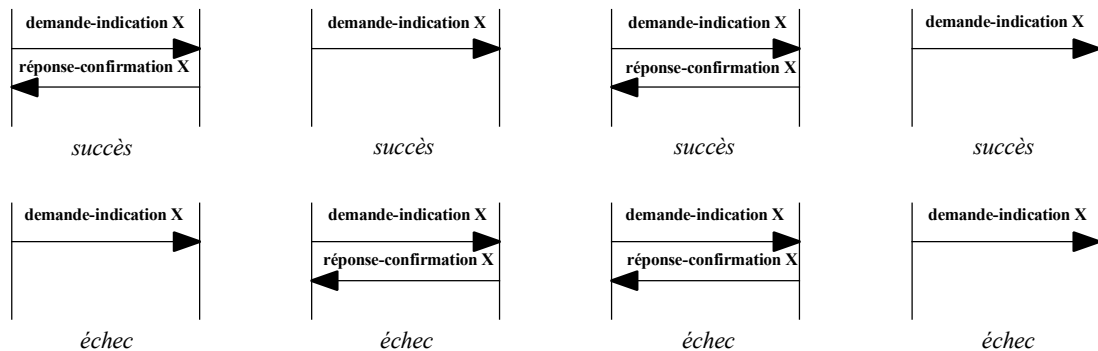 demande-indication X demande-indication X demande-indication X demande-indication X
réponse-confirmation X réponse-confirmation X
succès succès succès succès
demande-indication X demande-indication X demande-indication X demande-indication X
réponse-confirmation X réponse-confirmation X
échec échec échec échec